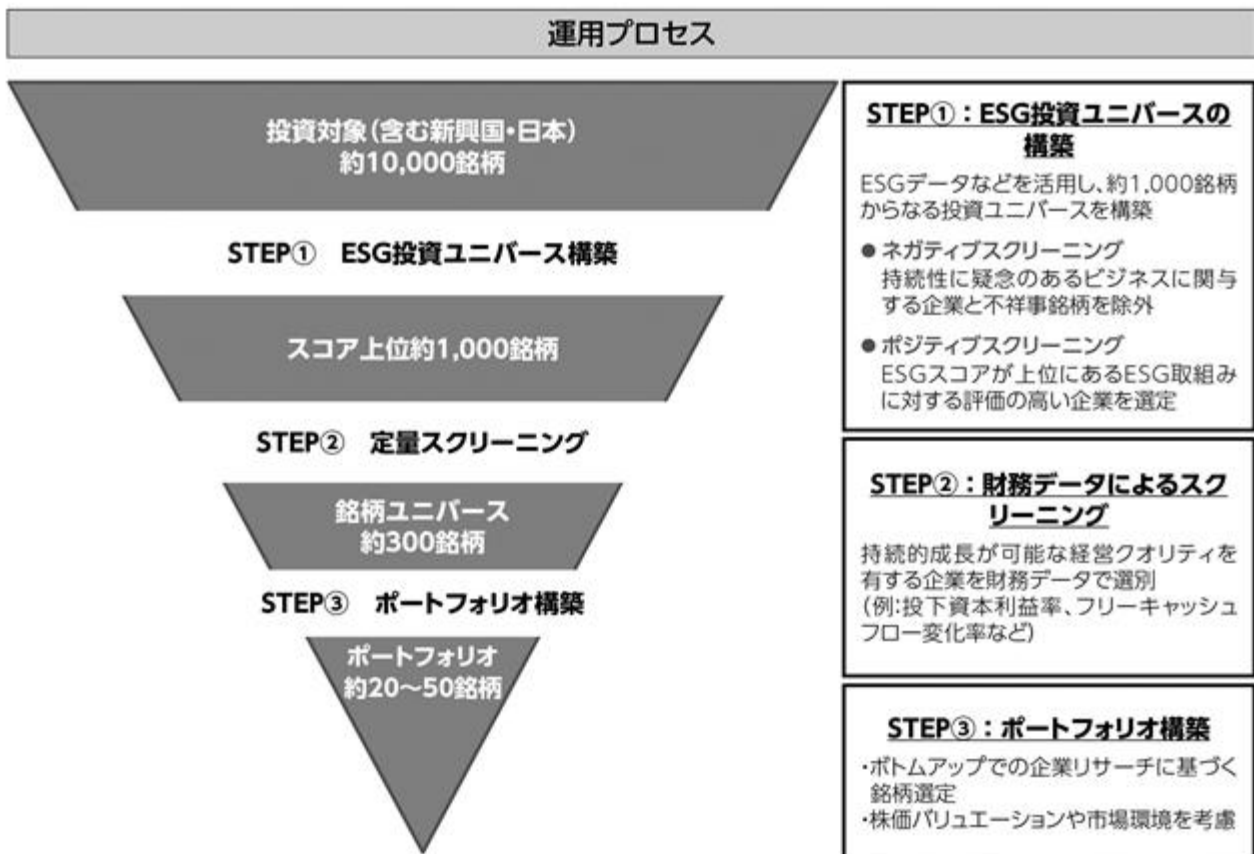 運用プロセス
投資対象(含む新興国・日本)
約10,000銘柄
STEP① ESG投資ユニバース構築
スコア上位約1,000銘柄
STEP② 定量スクリーニング
銘柄ユニバース
約300銘柄
STEP③ ポートフォリオ構築
ポートフォリオ
約20〜50銘柄
STEP①：ESG投資ユニバースの
構築
ESGデータなどを活用し、約1,000銘柄
からなる投資ユニバースを構築
● ネガティブスクリーニング
持続性に疑念のあるビジネスに関与
する企業と不祥事銘柄を除外
● ポジティブスクリーニング
ESGスコアが上位にあるESG取組み
に対する評価の高い企業を選定
STEP②：財務データによるスク
リーニング
持続的成長が可能な経営クオリティを
有する企業を財務データで選別
(例:投下資本利益率、フリーキャッシュ
フロー変化率など)
STEP③：ポートフォリオ構築
・ボトムアップでの企業リサーチに基づく
銘柄選定
・株価バリュエーションや市場環境を考慮